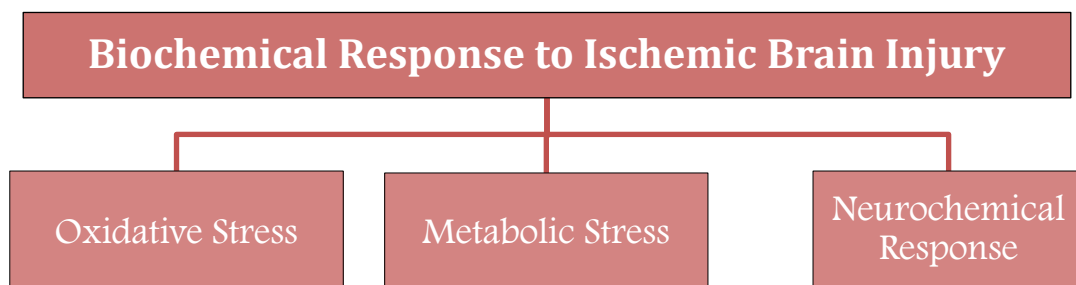 Biochemical Response to Ischemic Brain Injury
Oxidative Stress
Metabolic Stress
Neurochemical
Response